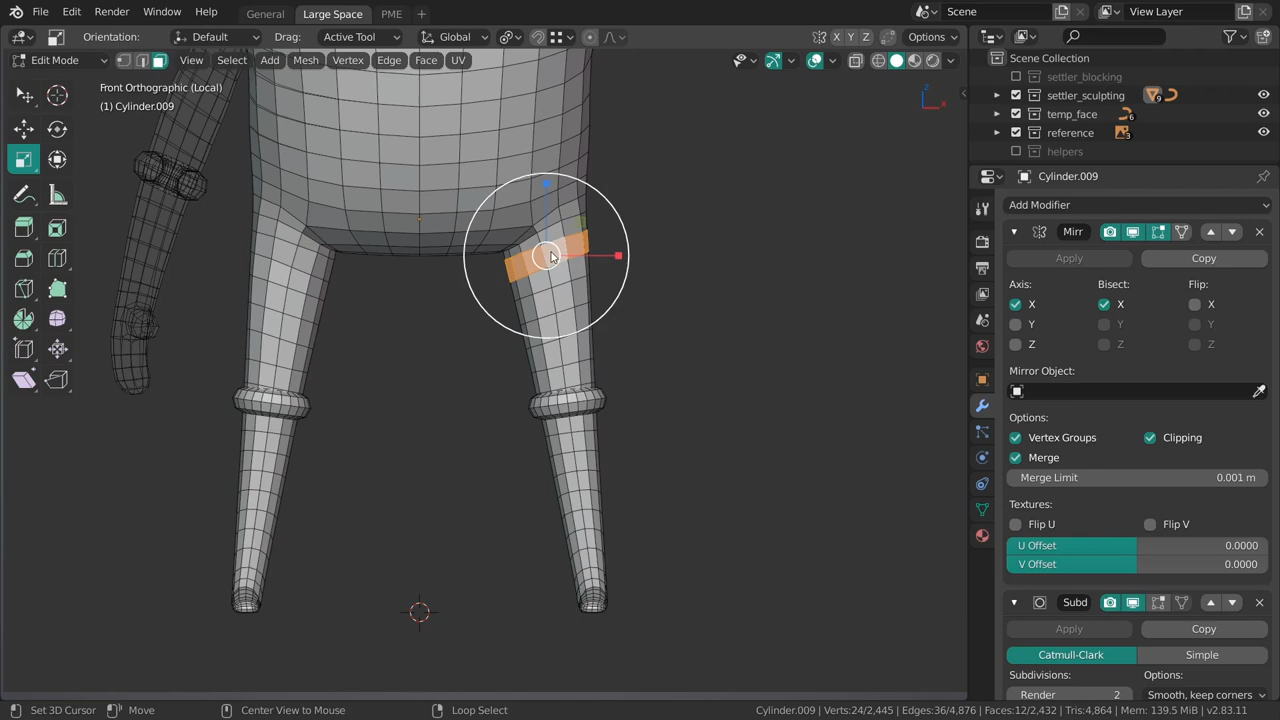 File Edit Render Window Help General Large Space PME + Scene View Layer
Orientation: Default Drag: Active Tool Global X Y Z Options
Edit Mode View Select Add Mesh Vertex Edge Face UV
Front Orthographic (Local)
(1) Cylinder.009
Z
X
Scene Collection
settler_blocking
settler_sculpting 9
temp_face 6
reference 3
helpers
Cylinder.009
Add Modifier
Mirr
Apply Copy
Axis: Bisect: Flip:
X X X
Y Y Y
Z Z Z
Mirror Object:
Options:
Vertex Groups Clipping
Merge
Merge Limit 0.001 m
Textures:
Flip U Flip V
U Offset 0.0000
V Offset 0.0000
Subd
Apply Copy
Catmull-Clark Simple
Subdivisions: Options:
Render 2 Smooth, keep corners
Set 3D Cursor Move Center View to Mouse Loop Select Cylinder.009 | Verts:24/2,445 | Edges:36/4,876 | Faces:12/2,432 | Tris:4,864 | Mem: 139.5 MiB | v2.83.11